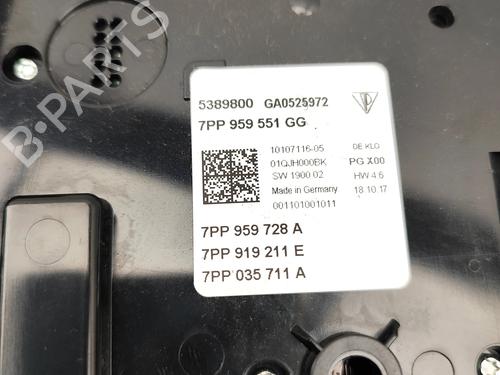 5389800 GA0525972
7PP 959 551 GG
10107116-05 DE KLO
01QJH000BK PG X00
SW 1900 02 HW 4.6
Made in Germany 18.10.17
001101001011
7PP 959 728 A
7PP 919 211 E
7PP 035 711 A
B-PARTS